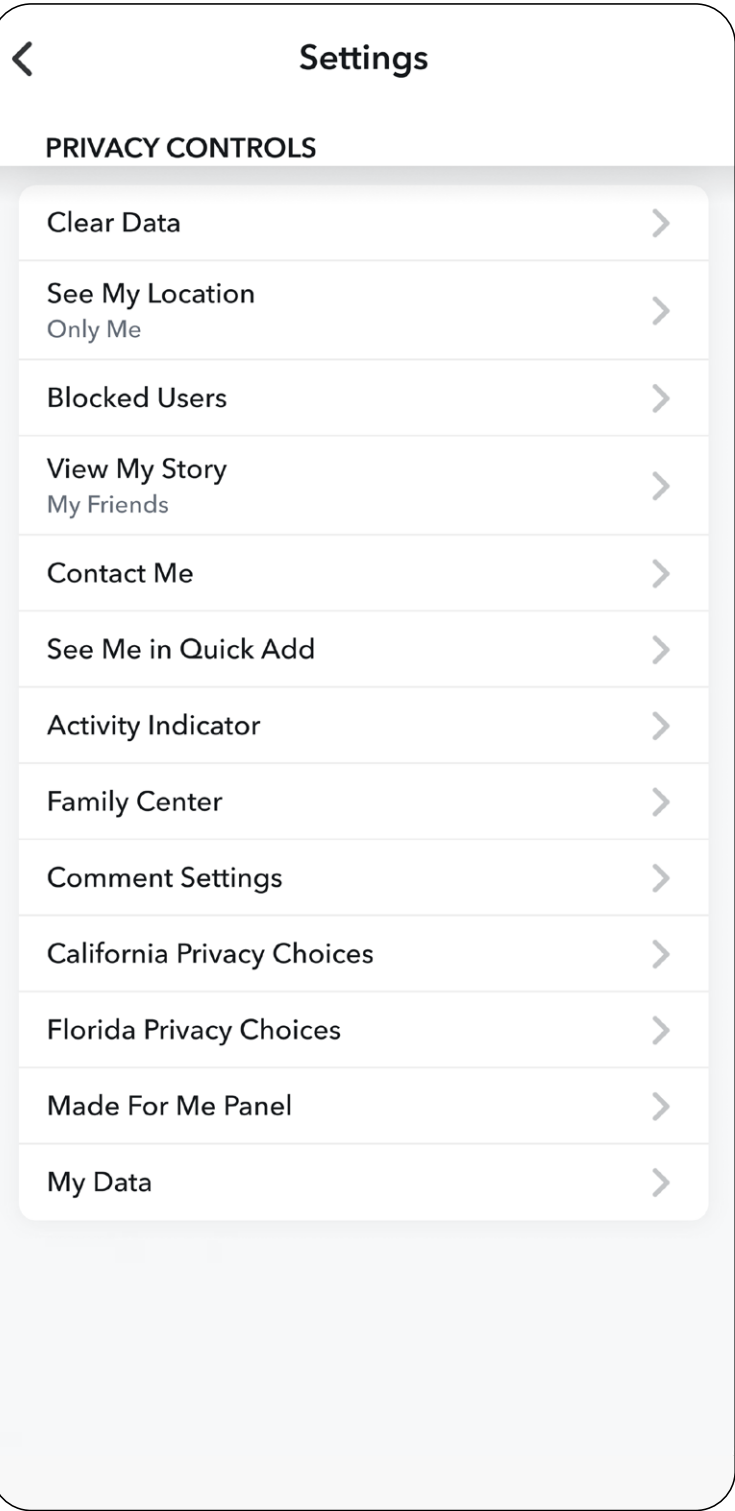 Settings
PRIVACY CONTROLS
Clear Data
See My Location
Only Me
Blocked Users
View My Story
My Friends
Contact Me
See Me in Quick Add
Activity Indicator
Family Center
Comment Settings
California Privacy Choices
Florida Privacy Choices
Made For Me Panel
My Data